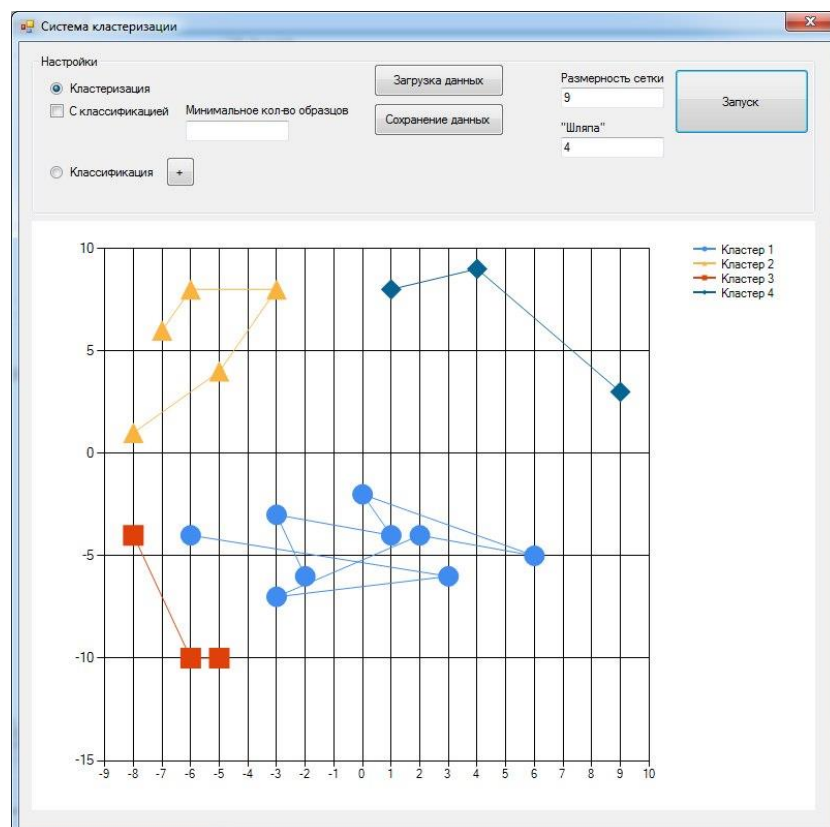 Система кластеризации
Настройки
Кластеризация
С классификацией
Минимальное кол-во образцов
Классификация
+
Загрузка данных
Сохранение данных
Размерность сетки
9
"Шляпа"
4
Запуск
10
5
0
-5
-10
-15
-9 -8 -7 -6 -5 -4 -3 -2 -1 0 1 2 3 4 5 6 7 8 9 10
Кластер 1
Кластер 2
Кластер 3
Кластер 4